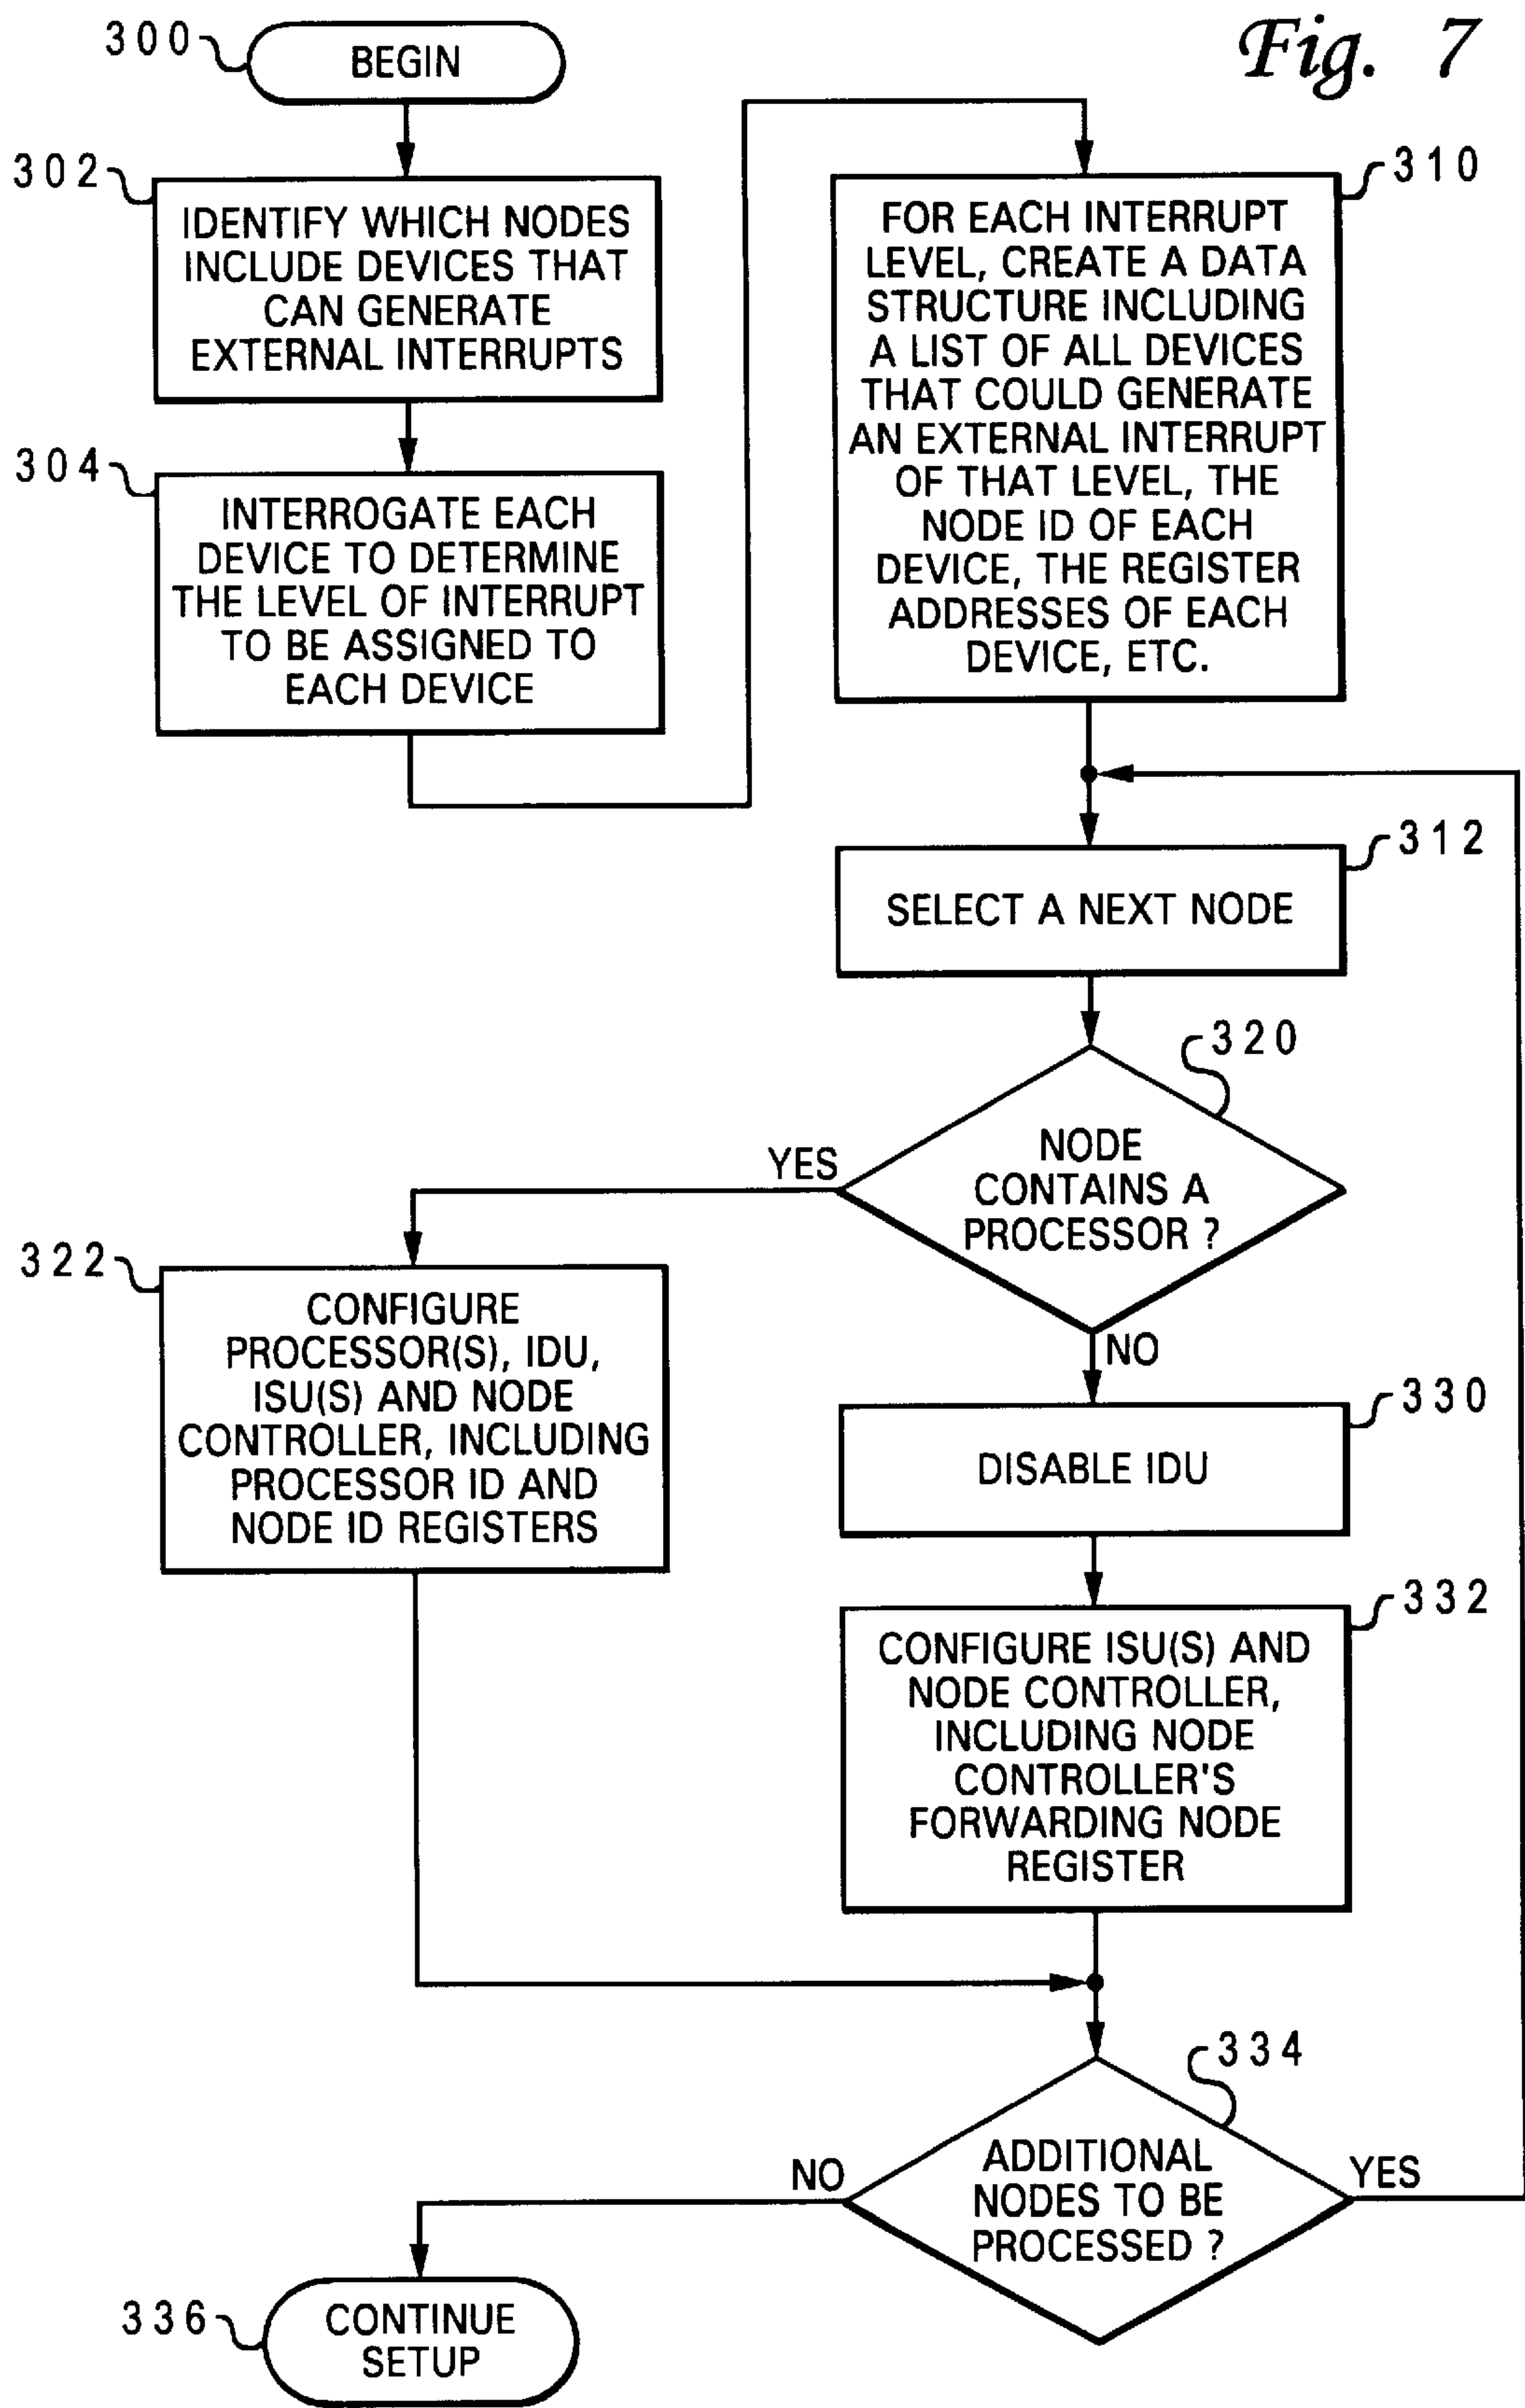 Fig. 7
300
BEGIN
302
IDENTIFY WHICH NODES
INCLUDE DEVICES THAT
CAN GENERATE
EXTERNAL INTERRUPTS
304
INTERROGATE EACH
DEVICE TO DETERMINE
THE LEVEL OF INTERRUPT
TO BE ASSIGNED TO
EACH DEVICE
310
FOR EACH INTERRUPT
LEVEL, CREATE A DATA
STRUCTURE INCLUDING
A LIST OF ALL DEVICES
THAT COULD GENERATE
AN EXTERNAL INTERRUPT
OF THAT LEVEL, THE
NODE ID OF EACH
DEVICE, THE REGISTER
ADDRESSES OF EACH
DEVICE, ETC.
312
SELECT A NEXT NODE
320
NODE
CONTAINS A
PROCESSOR ?
YES
NO
322
CONFIGURE
PROCESSOR(S), IDU,
ISU(S) AND NODE
CONTROLLER, INCLUDING
PROCESSOR ID AND
NODE ID REGISTERS
330
DISABLE IDU
332
CONFIGURE ISU(S) AND
NODE CONTROLLER,
INCLUDING NODE
CONTROLLER'S
FORWARDING NODE
REGISTER
334
ADDITIONAL
NODES TO BE
PROCESSED ?
NO
YES
336
CONTINUE
SETUP